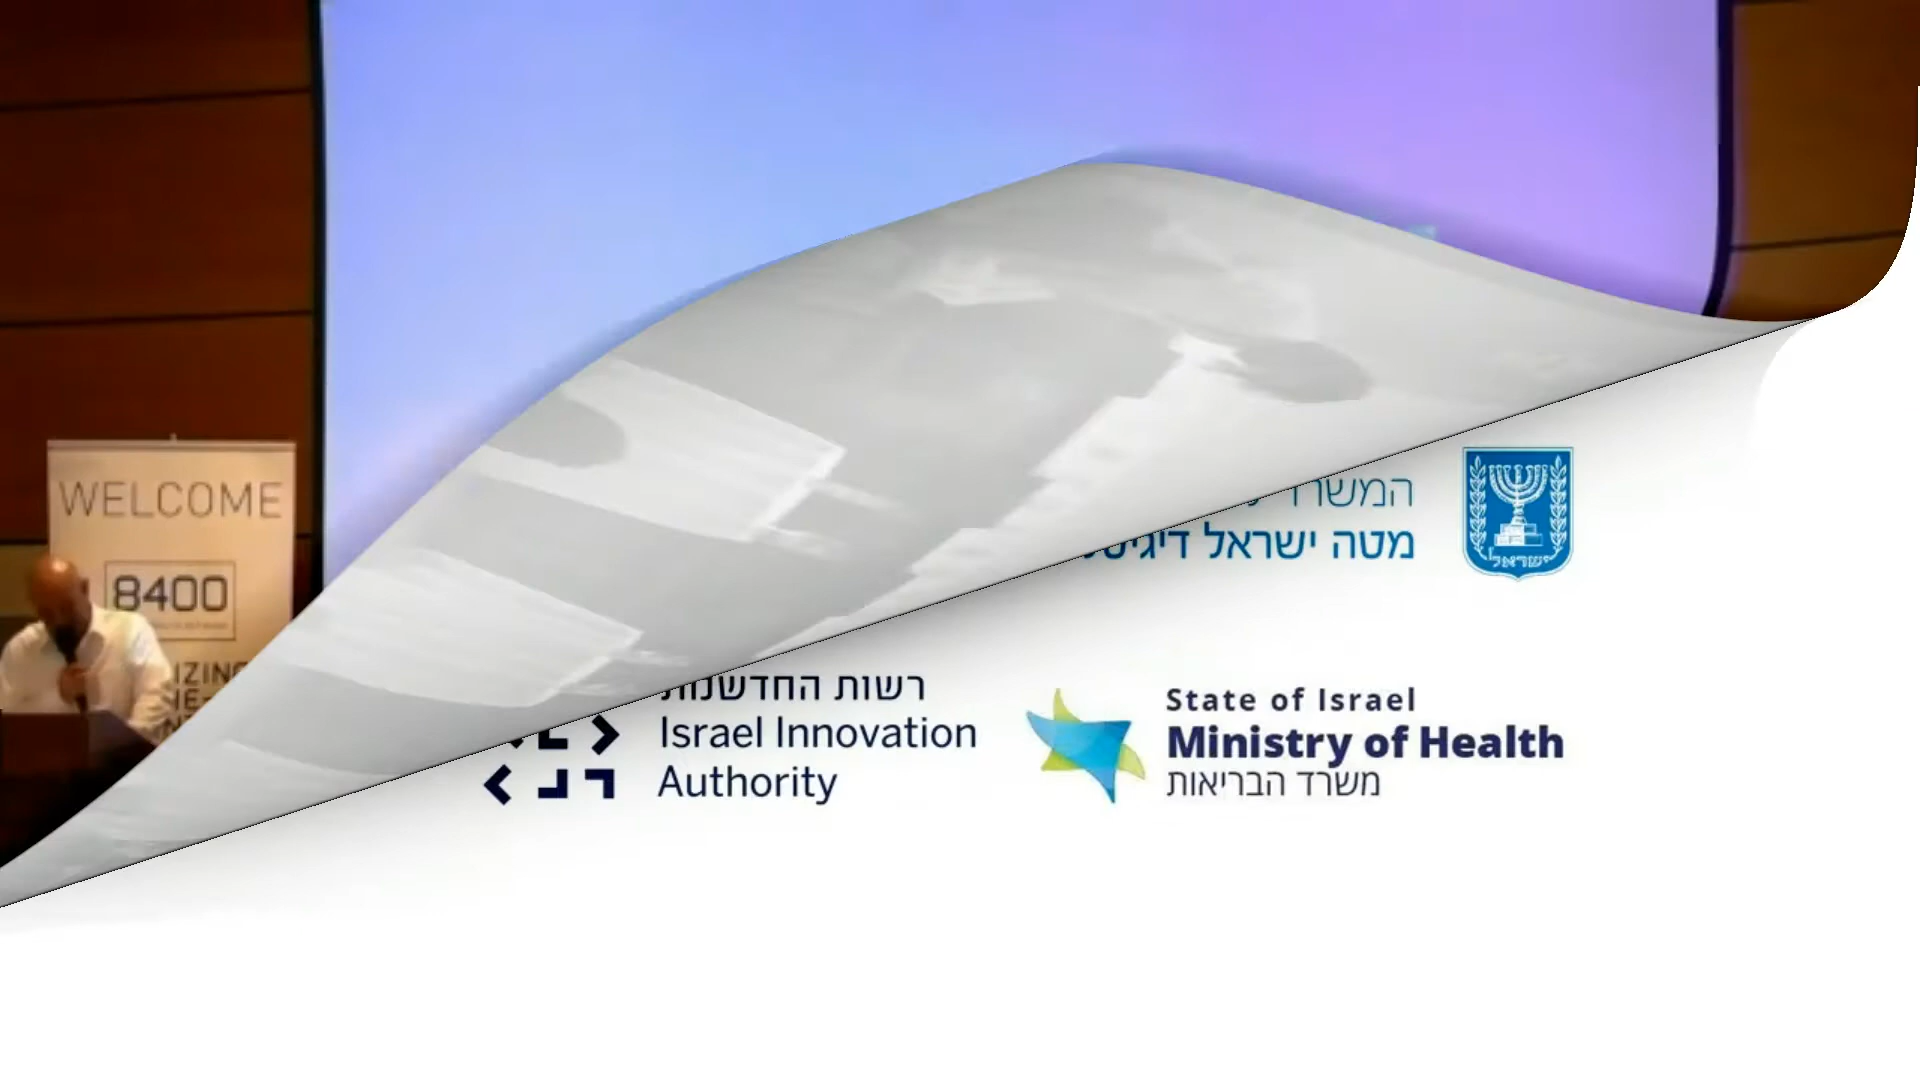 WELCOME
8400
המשרד
מטה ישראל
ישראל
רשות החדשנות
Israel Innovation
Authority
State of Israel
Ministry of Health
משרד הבריאות